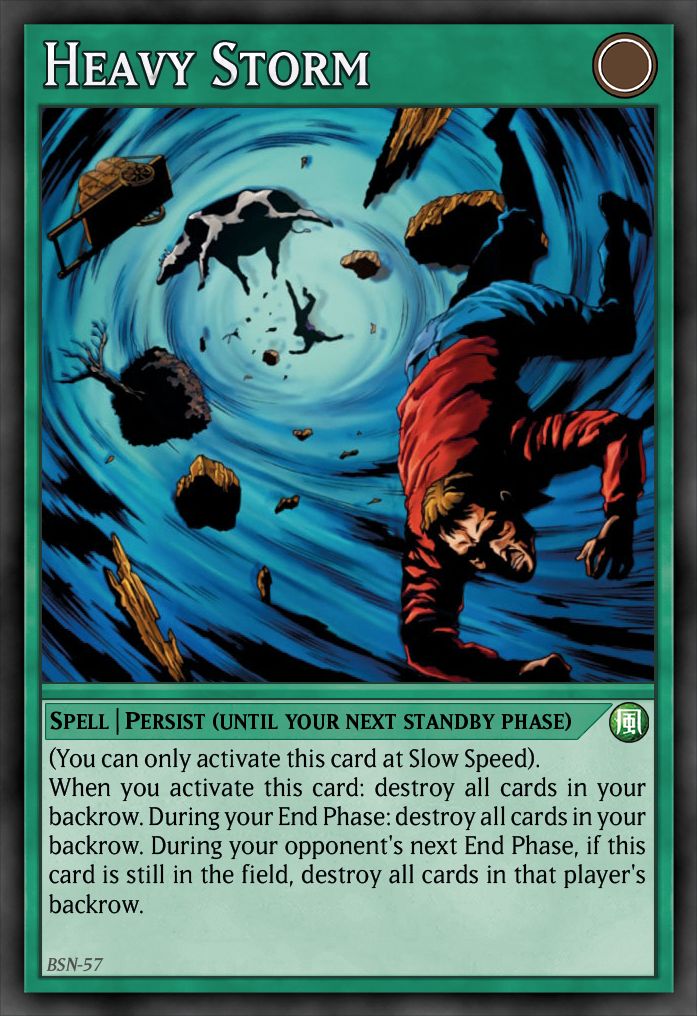 Heavy Storm
Spell | Persist (until your next standby phase)
風
(You can only activate this card at Slow Speed).
When you activate this card: destroy all cards in your
backrow. During your End Phase: destroy all cards in your
backrow. During your opponent's next End Phase, if this
card is still in the field, destroy all cards in that player's
backrow.
BSN-57